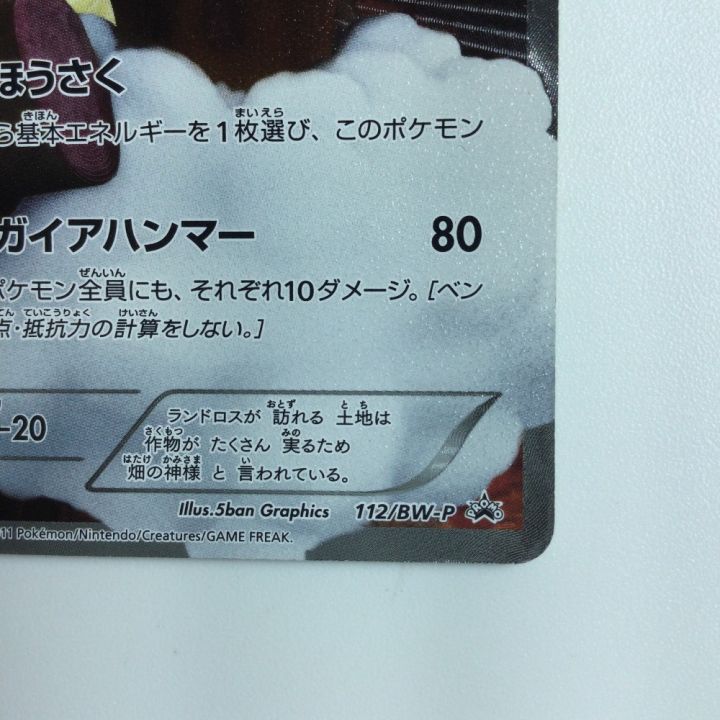 ほうさく
ら基本エネルギーを1枚選び、このポケモン
ガイアハンマー 80
ポケモン全員にも、それぞれ10ダメージ。[ベン
点・抵抗力の計算をしない。]
-20
ランドロスが 訪れる 土地は
作物が たくさん 実るため
畑の神様 と 言われている。
Illus.5ban Graphics 112/BW-P PROMO
11 Pokémon/Nintendo/Creatures/GAME FREAK.